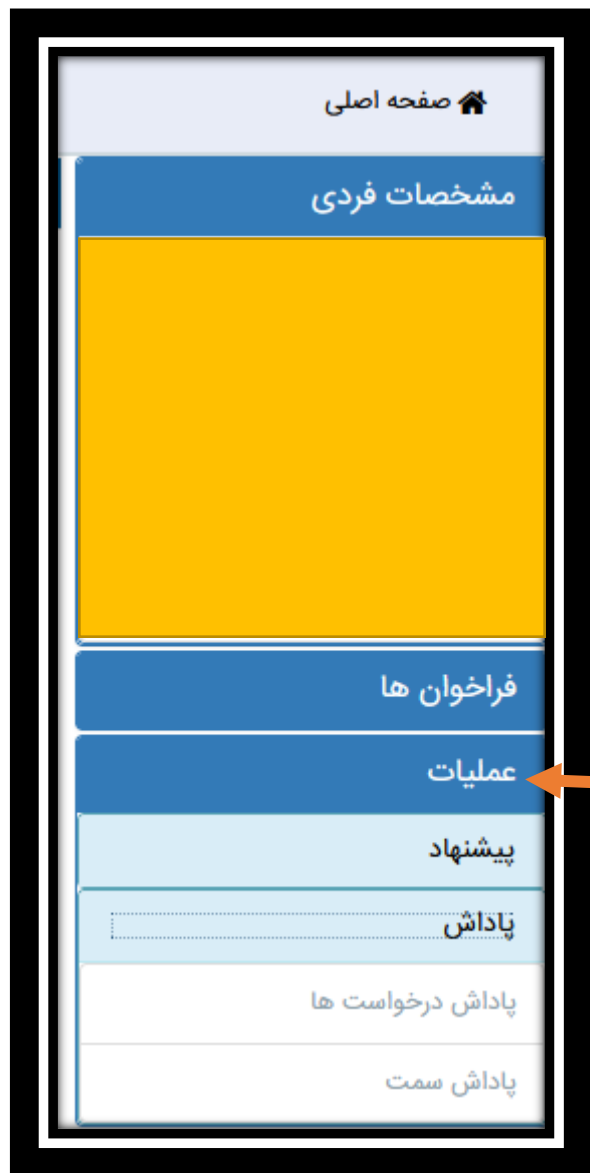 صفحه اصلی
مشخصات فردی
فراخوان ها
عملیات
پیشنهاد
پاداش
پاداش درخواست ها
پاداش سمت